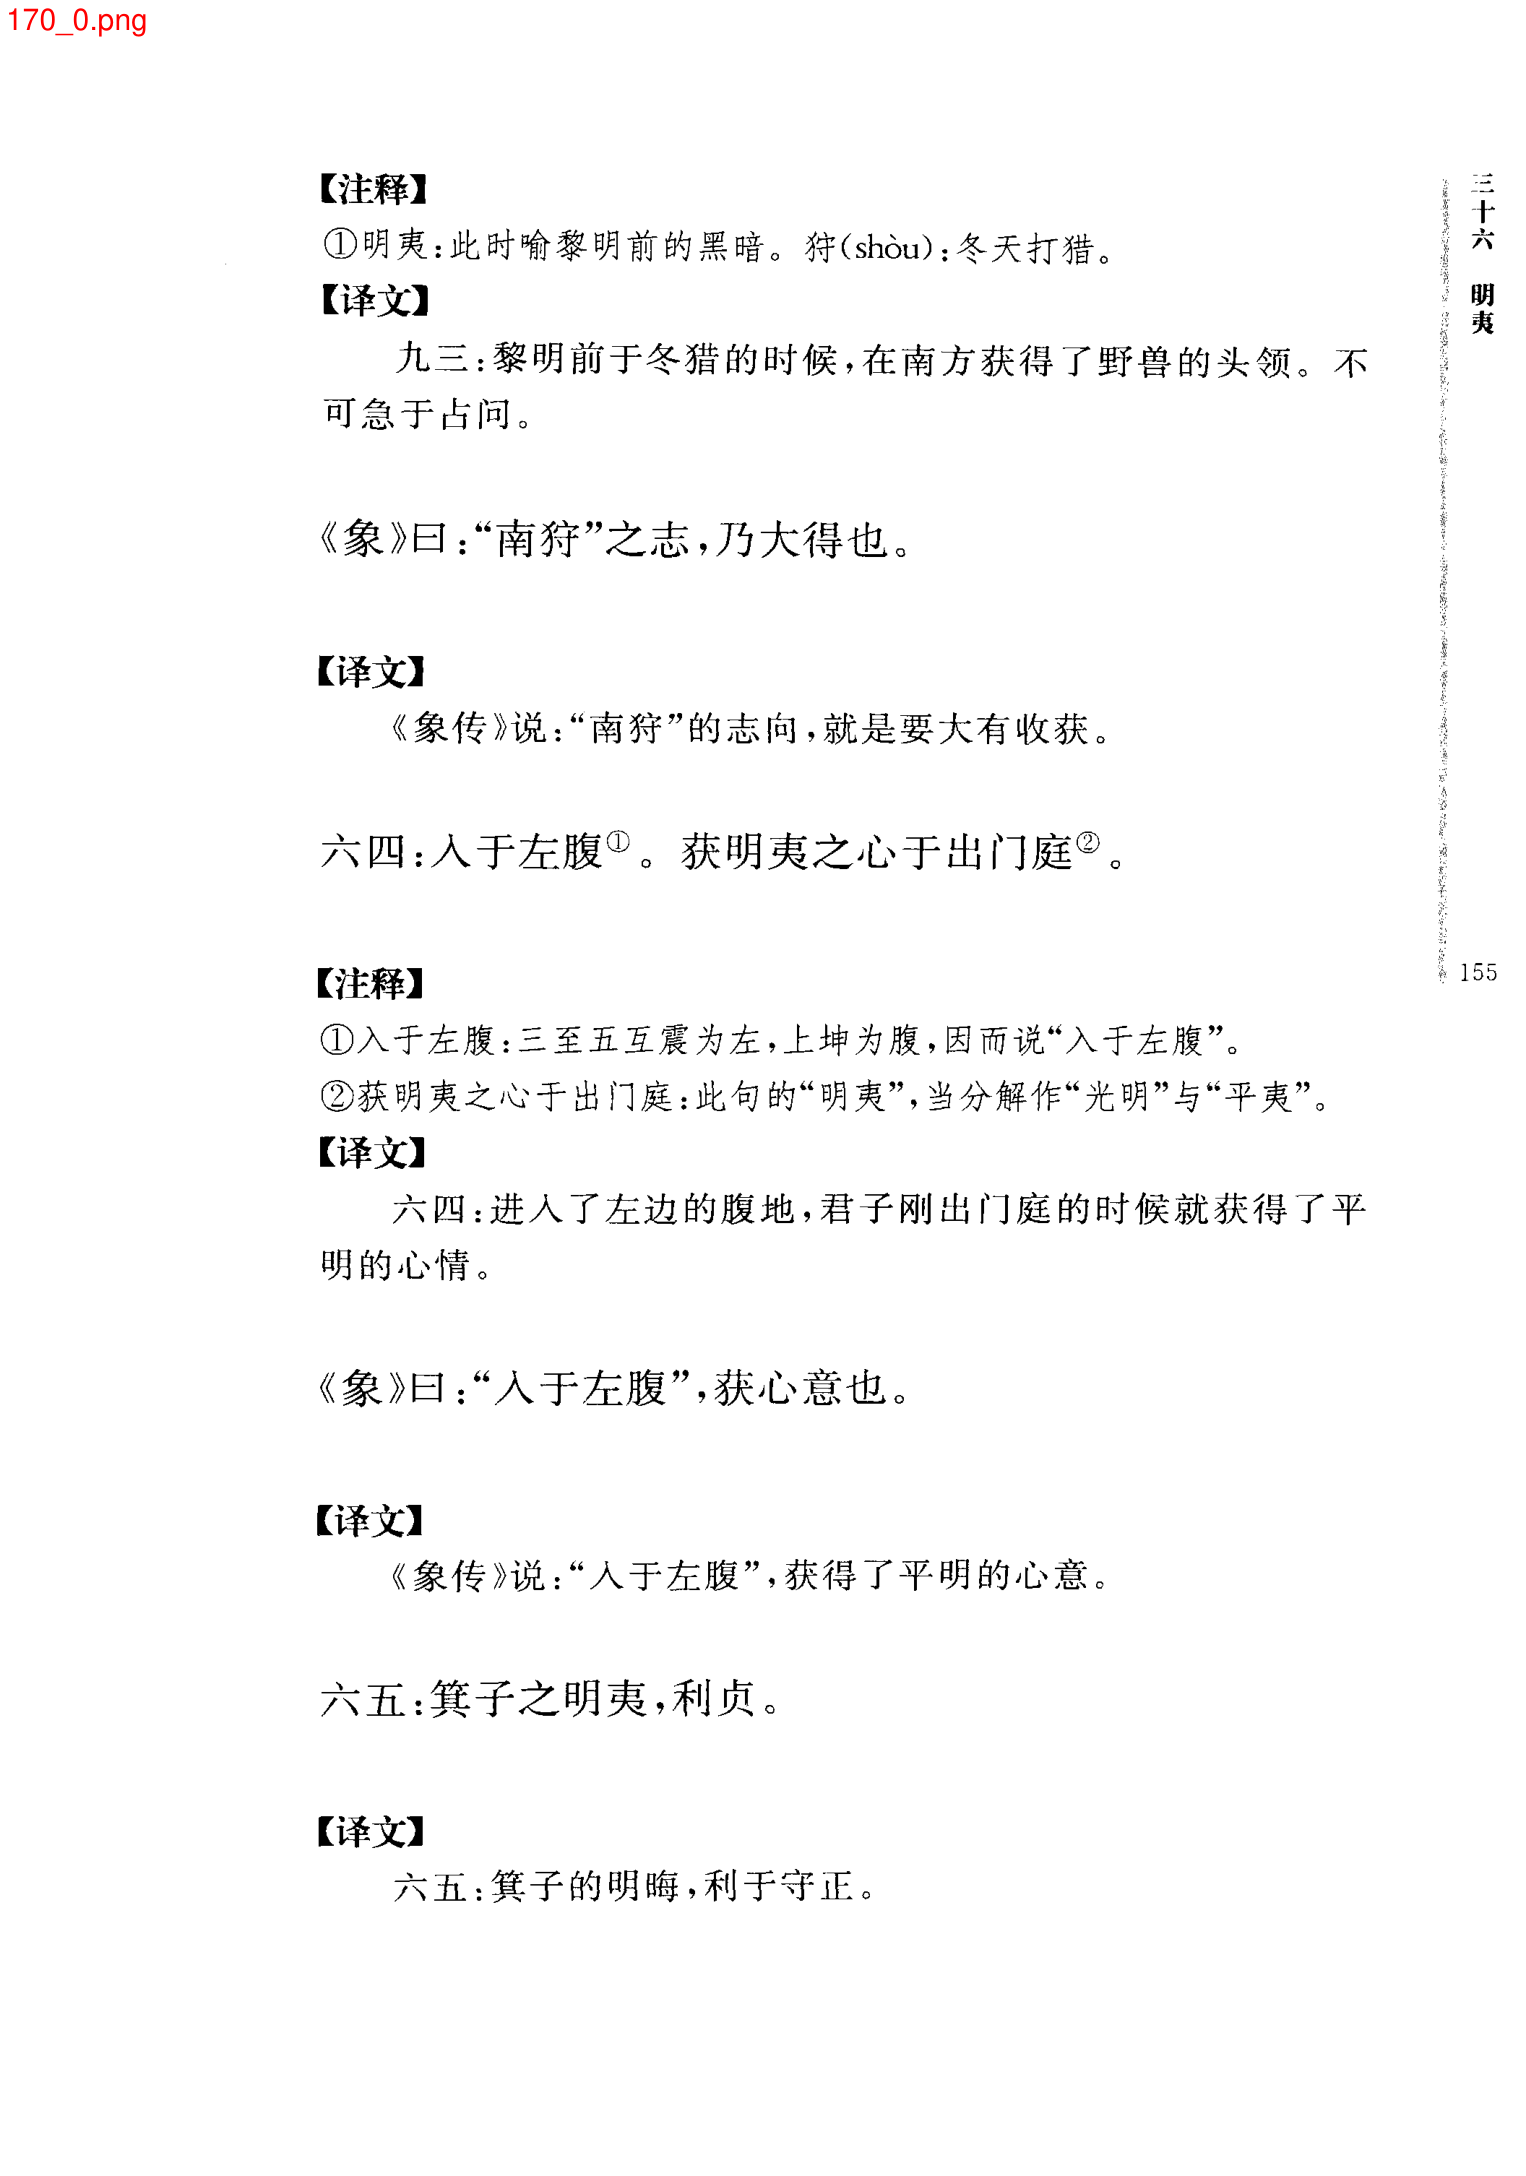 170_0.png
三十六 明夷
【注释】
①明夷:此时喻黎明前的黑暗。狩(shòu):冬天打猎。
【译文】
九三:黎明前于冬猎的时候,在南方获得了野兽的头领。不
可急于占问。
《象》曰:“南狩”之志,乃大得也。
【译文】
《象传》说:“南狩”的志向,就是要大有收获。
六四:入于左腹①。获明夷之心于出门庭②。
【注释】
①入于左腹:三至五互震为左,上坤为腹,因而说“入于左腹”。
②获明夷之心于出门庭:此句的“明夷”,当分解作“光明”与“平夷”。
【译文】
六四:进入了左边的腹地,君子刚出门庭的时候就获得了平
明的心情。
《象》曰:“入于左腹”,获心意也。
【译文】
《象传》说:“入于左腹”,获得了平明的心意。
六五:箕子之明夷,利贞。
【译文】
六五:箕子的明晦,利于守正。
155